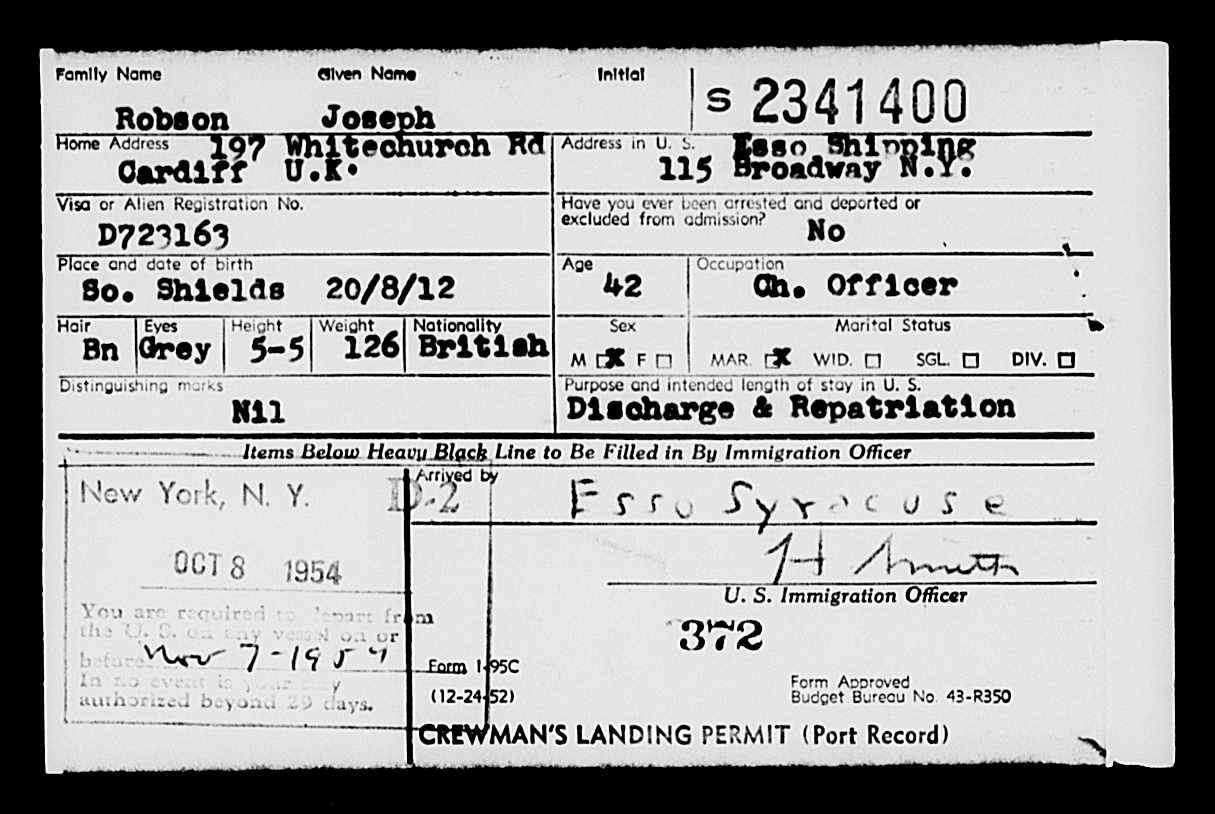 Family Name Given Name Initial
S 2341400
Robson Joseph
Home Address 197 Whitechurch Rd
Cardiff U.K.
Address in U. S. Esso Shipping
115 Broadway N.Y.
Visa or Alien Registration No.
D723163
Have you ever been arrested and deported or
excluded from admission? No
Place and date of birth
So. Shields 20/8/12
Age
42
Occupation
Ch. Officer
Hair Eyes Height Weight Nationality
Bn Grey 5-5 126 British
Sex Marital Status
M X F MAR. X WID. SGL. DIV.
Distinguishing marks
Nil
Purpose and intended length of stay in U. S.
Discharge & Repatriation
Items Below Heavy Black Line to Be Filled in By Immigration Officer
New York, N. Y. D-2
OCT 8 1954
You are required to depart from
the U. S. on any vessel on or
before Nov 7-1954
In no event is your stay
authorized beyond 29 days.
Arrived by
Esso Syracuse
H Smith
U. S. Immigration Officer
372
Form I-95C
(12-24-52)
Form Approved
Budget Bureau No. 43-R350
CREWMAN'S LANDING PERMIT (Port Record)